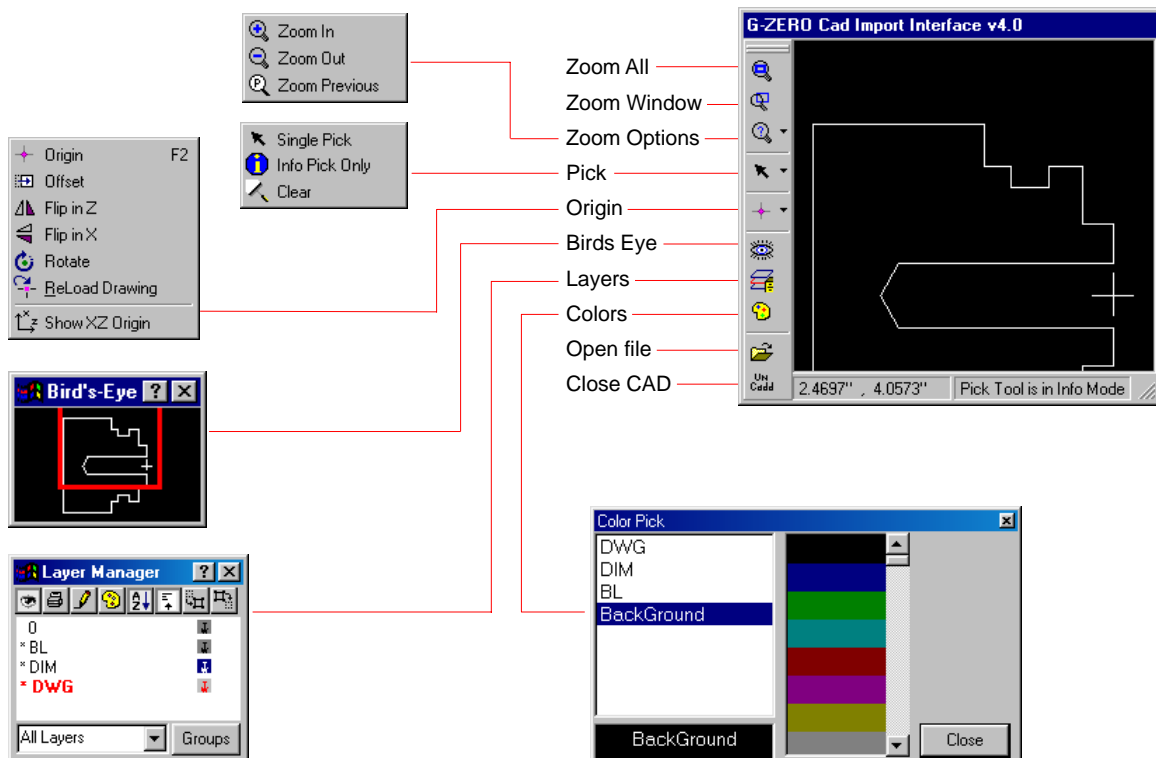 Zoom In
Zoom Out
P Zoom Previous
Single Pick
i Info Pick Only
Clear
Origin F2
Offset
Flip in Z
Flip in X
Rotate
ReLoad Drawing
X Z Show XZ Origin
Bird's-Eye ?
Layer Manager ?
A Z
0
* BL
* DIM
* DWG
All Layers Groups
Zoom All
Zoom Window
Zoom Options
Pick
Origin
Birds Eye
Layers
Colors
Open file
Close CAD
G-ZERO Cad Import Interface v4.0
?
UN
Cadd
2.4697" , 4.0573" Pick Tool is in Info Mode
Color Pick
DWG
DIM
BL
BackGround
BackGround Close